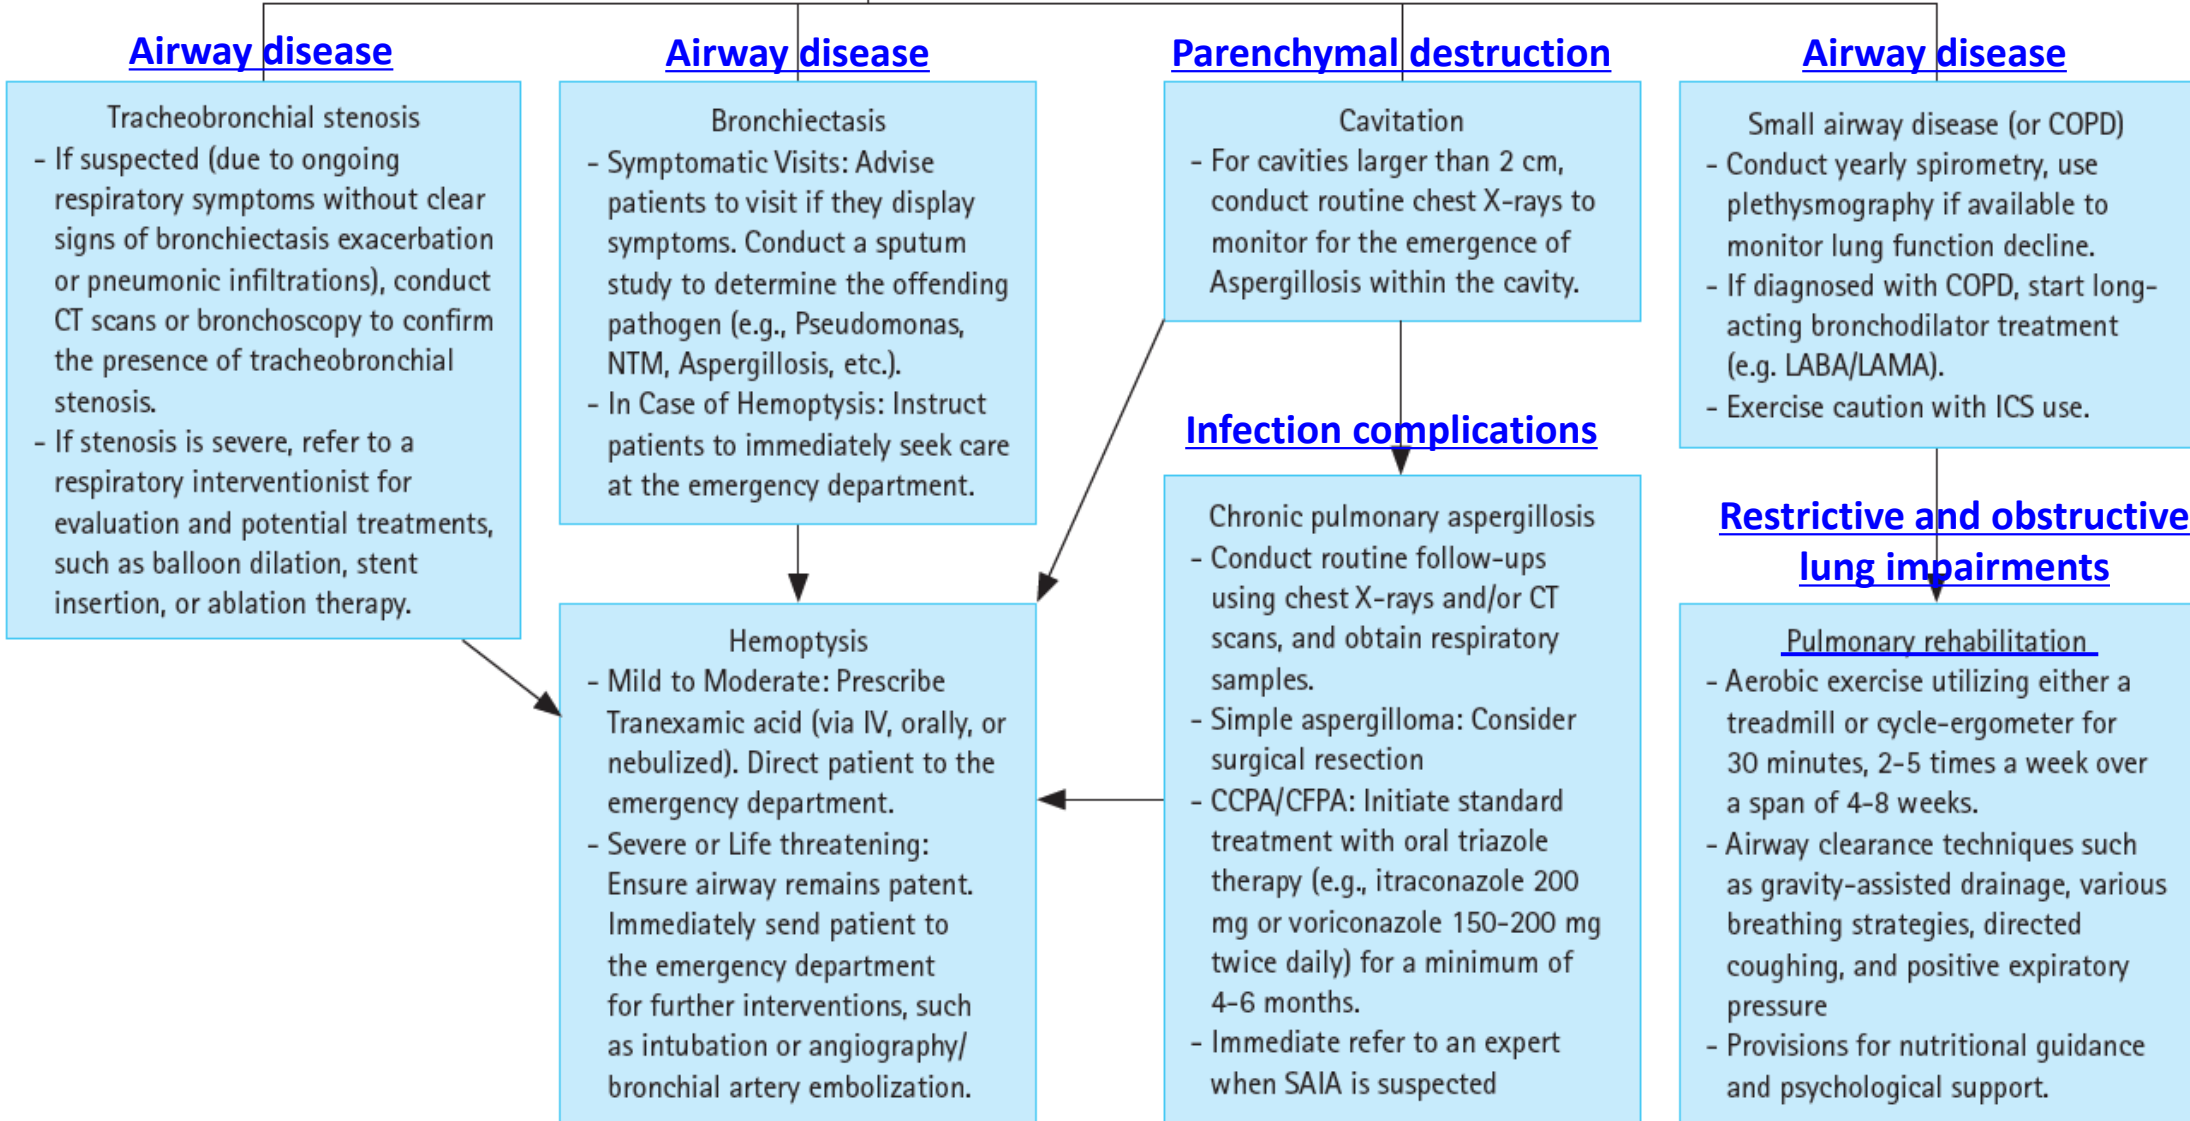 Airway disease
Tracheobronchial stenosis
- If suspected (due to ongoing
respiratory symptoms without clear
signs of bronchiectasis exacerbation
or pneumonic infiltrations), conduct
CT scans or bronchoscopy to confirm
the presence of tracheobronchial
stenosis.
- If stenosis is severe, refer to a
respiratory interventionist for
evaluation and potential treatments,
such as balloon dilation, stent
insertion, or ablation therapy.
Airway disease
Bronchiectasis
- Symptomatic Visits: Advise
patients to visit if they display
symptoms. Conduct a sputum
study to determine the offending
pathogen (e.g., Pseudomonas,
NTM, Aspergillosis, etc.).
- In Case of Hemoptysis: Instruct
patients to immediately seek care
at the emergency department.
Hemoptysis
- Mild to Moderate: Prescribe
Tranexamic acid (via IV, orally, or
nebulized). Direct patient to the
emergency department.
- Severe or Life threatening:
Ensure airway remains patent.
Immediately send patient to
the emergency department
for further interventions, such
as intubation or angiography/
bronchial artery embolization.
Parenchymal destruction
Cavitation
- For cavities larger than 2 cm,
conduct routine chest X-rays to
monitor for the emergence of
Aspergillosis within the cavity.
Infection complications
Chronic pulmonary aspergillosis
- Conduct routine follow-ups
using chest X-rays and/or CT
scans, and obtain respiratory
samples.
- Simple aspergilloma: Consider
surgical resection
- CCPA/CFPA: Initiate standard
treatment with oral triazole
therapy (e.g., itraconazole 200
mg or voriconazole 150-200 mg
twice daily) for a minimum of
4-6 months.
- Immediate refer to an expert
when SAIA is suspected
Airway disease
Small airway disease (or COPD)
- Conduct yearly spirometry, use
plethysmography if available to
monitor lung function decline.
- If diagnosed with COPD, start long-
acting bronchodilator treatment
(e.g. LABA/LAMA).
- Exercise caution with ICS use.
Restrictive and obstructive
lung impairments
Pulmonary rehabilitation
- Aerobic exercise utilizing either a
treadmill or cycle-ergometer for
30 minutes, 2-5 times a week over
a span of 4-8 weeks.
- Airway clearance techniques such
as gravity-assisted drainage, various
breathing strategies, directed
coughing, and positive expiratory
pressure
- Provisions for nutritional guidance
and psychological support.